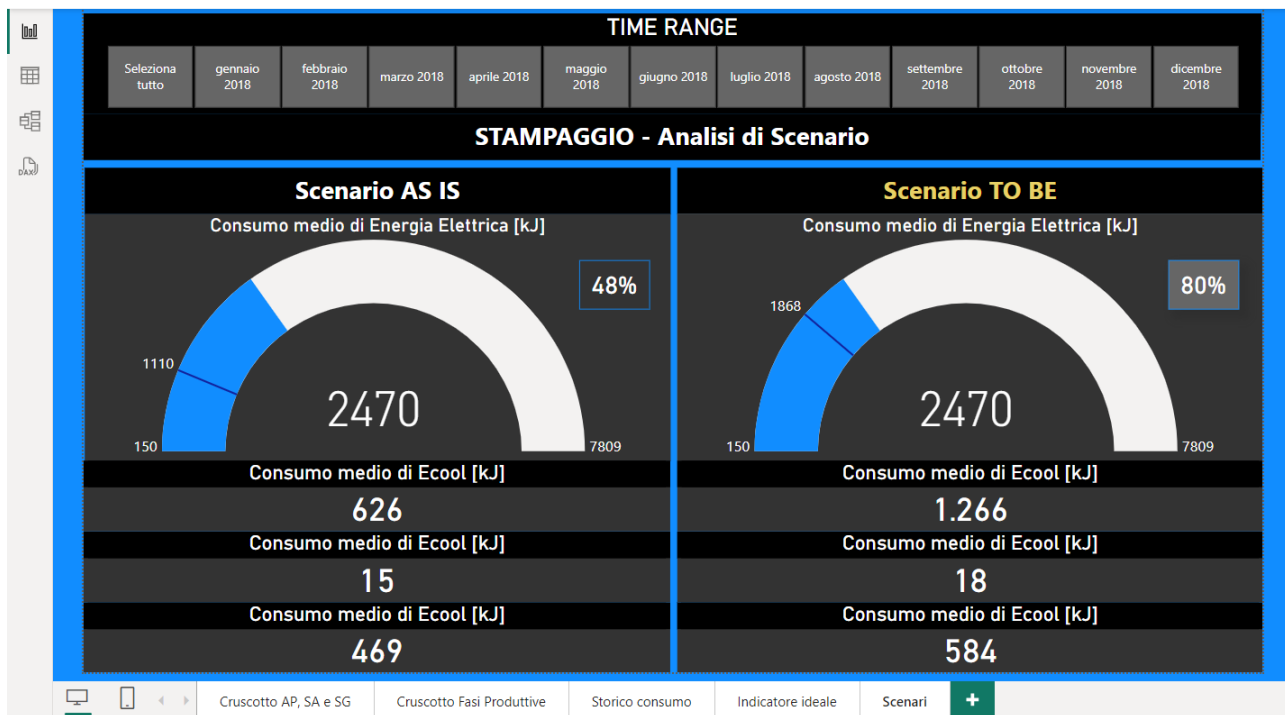 TIME RANGE
Seleziona tutto
gennaio 2018
febbraio 2018
marzo 2018
aprile 2018
maggio 2018
giugno 2018
luglio 2018
agosto 2018
settembre 2018
ottobre 2018
novembre 2018
dicembre 2018
DAX
STAMPAGGIO - Analisi di Scenario
Scenario AS IS
Consumo medio di Energia Elettrica [kJ]
48%
1110
2470
150
7809
Consumo medio di Ecool [kJ]
626
Consumo medio di Ecool [kJ]
15
Consumo medio di Ecool [kJ]
469
Scenario TO BE
Consumo medio di Energia Elettrica [kJ]
80%
1868
2470
150
7809
Consumo medio di Ecool [kJ]
1.266
Consumo medio di Ecool [kJ]
18
Consumo medio di Ecool [kJ]
584
Cruscotto AP, SA e SG
Cruscotto Fasi Produttive
Storico consumo
Indicatore ideale
Scenari
+